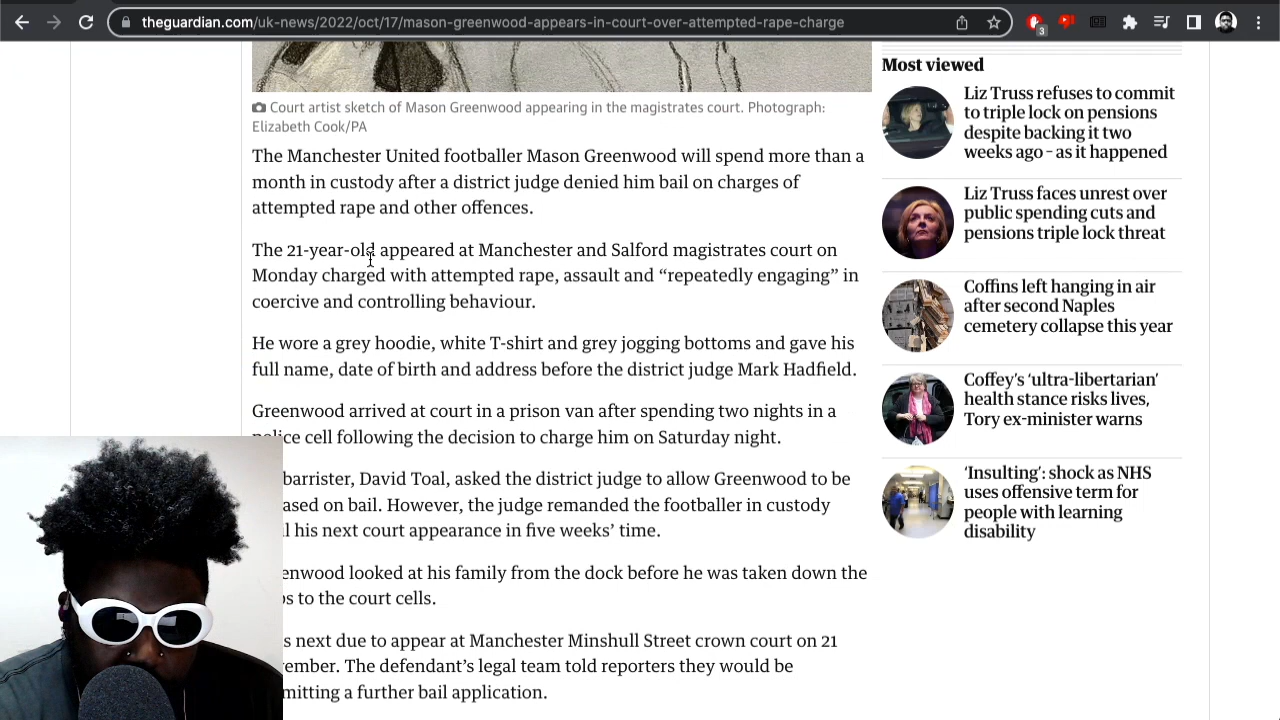 theguardian.com/uk-news/2022/oct/17/mason-greenwood-appears-in-court-over-attempted-rape-charge
3
Court artist sketch of Mason Greenwood appearing in the magistrates court. Photograph:
Elizabeth Cook/PA
The Manchester United footballer Mason Greenwood will spend more than a
month in custody after a district judge denied him bail on charges of
attempted rape and other offences.
The 21-year-old appeared at Manchester and Salford magistrates court on
Monday charged with attempted rape, assault and “repeatedly engaging” in
coercive and controlling behaviour.
He wore a grey hoodie, white T-shirt and grey jogging bottoms and gave his
full name, date of birth and address before the district judge Mark Hadfield.
Greenwood arrived at court in a prison van after spending two nights in a
police cell following the decision to charge him on Saturday night.
barrister, David Toal, asked the district judge to allow Greenwood to be
ased on bail. However, the judge remanded the footballer in custody
l his next court appearance in five weeks’ time.
enwood looked at his family from the dock before he was taken down the
s to the court cells.
s next due to appear at Manchester Minshull Street crown court on 21
ember. The defendant’s legal team told reporters they would be
mitting a further bail application.
Most viewed
Liz Truss refuses to commit
to triple lock on pensions
despite backing it two
weeks ago – as it happened
Liz Truss faces unrest over
public spending cuts and
pensions triple lock threat
Coffins left hanging in air
after second Naples
cemetery collapse this year
Coffey’s ‘ultra-libertarian’
health stance risks lives,
Tory ex-minister warns
‘Insulting’: shock as NHS
uses offensive term for
people with learning
disability